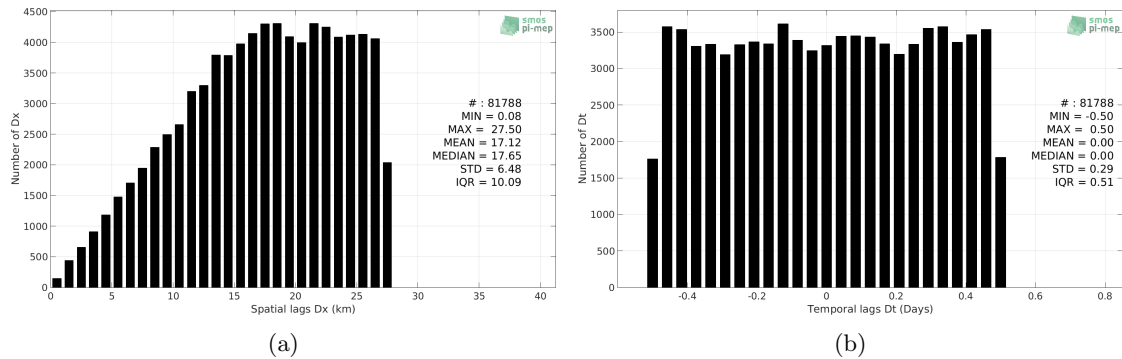 4500
4000
3500
3000
2500
2000
1500
1000
500
0
Number of Dx
0 5 10 15 20 25 30 35 40
Spatial lags Dx (km)
smos
pi-mep
# : 81788
MIN = 0.08
MAX = 27.50
MEAN = 17.12
MEDIAN = 17.65
STD = 6.48
IQR = 10.09
(a)
3500
3000
2500
2000
1500
1000
500
0
Number of Dt
-0.4 -0.2 0 0.2 0.4 0.6 0.8
Temporal lags Dt (Days)
smos
pi-mep
# : 81788
MIN = -0.50
MAX = 0.50
MEAN = 0.00
MEDIAN = 0.00
STD = 0.29
IQR = 0.51
(b)